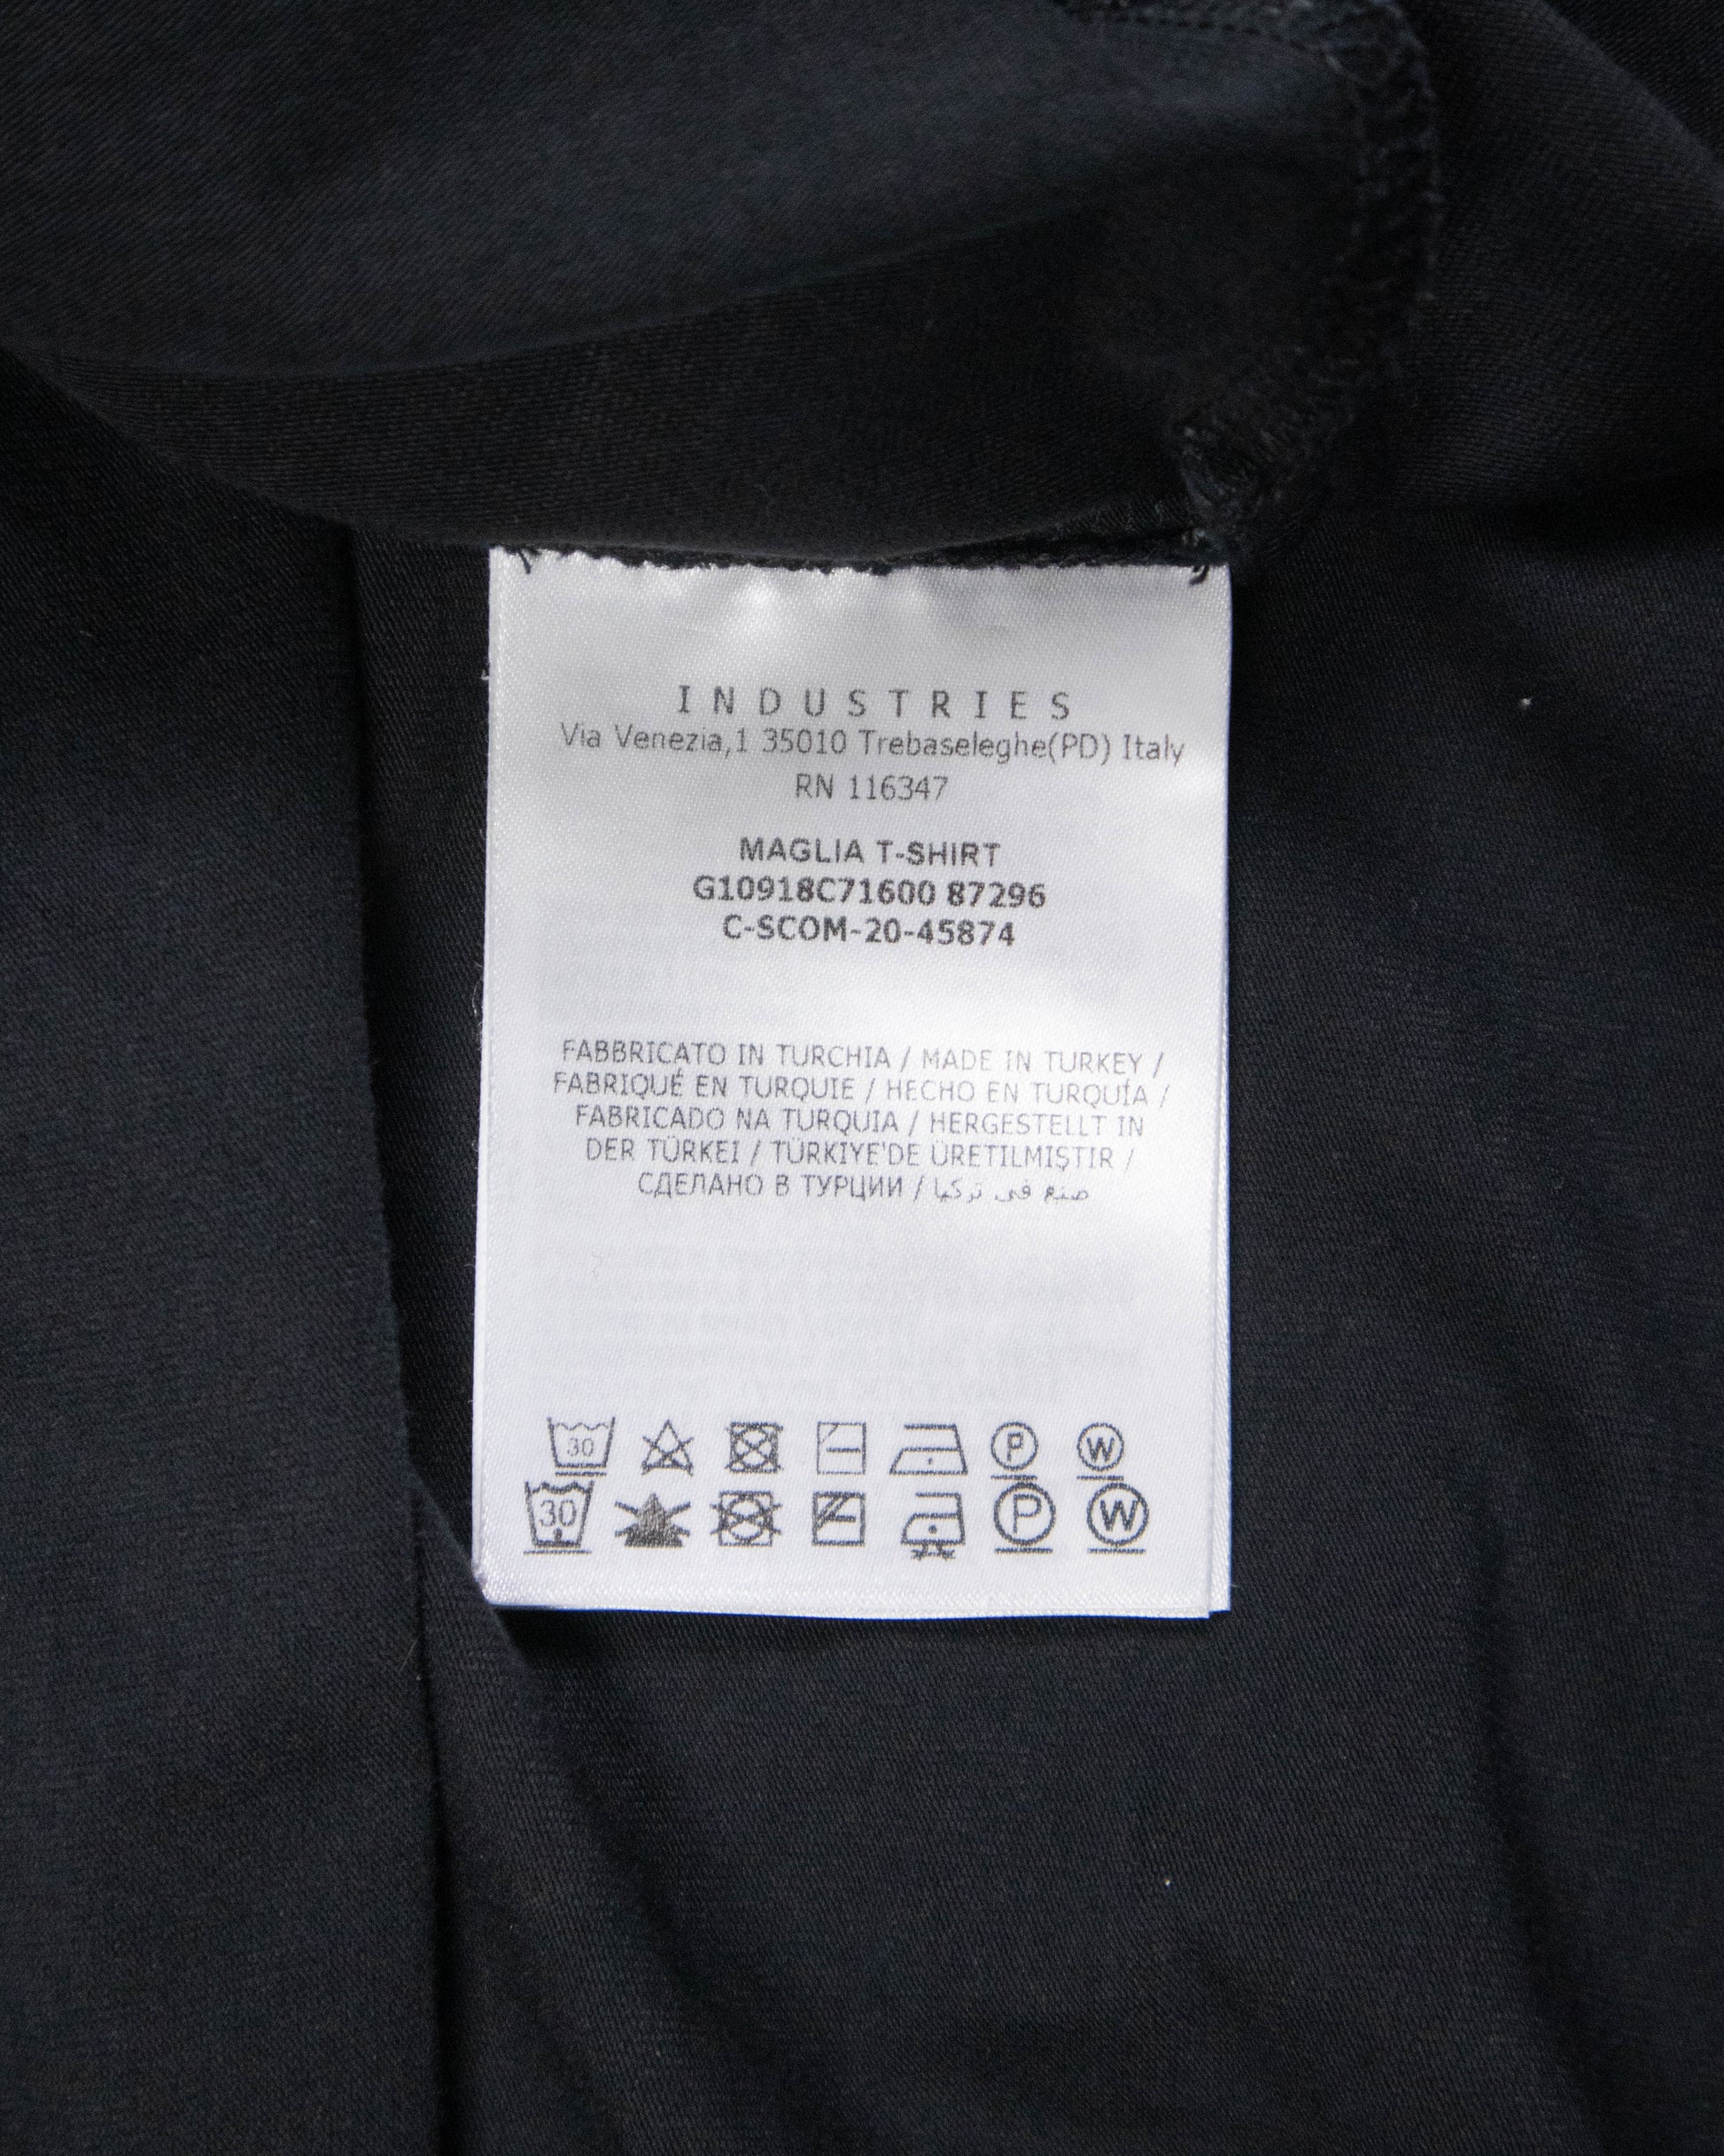 INDUSTRIES
Via Venezia,1 35010 Trebaseleghe(PD) Italy
RN 116347
MAGLIA T-SHIRT
G10918C71600 87296
C-SCOM-20-45874
FABBRICATO IN TURCHIA / MADE IN TURKEY /
FABRIQUÉ EN TURQUIE / HECHO EN TURQUÍA /
FABRICADO NA TURQUIA / HERGESTELLT IN
DER TÜRKEI / TÜRKIYE'DE ÜRETILMIŞTIR /
СДЕЛАНО В ТУРЦИИ / صنع في تركيا
30 P W
30 P W